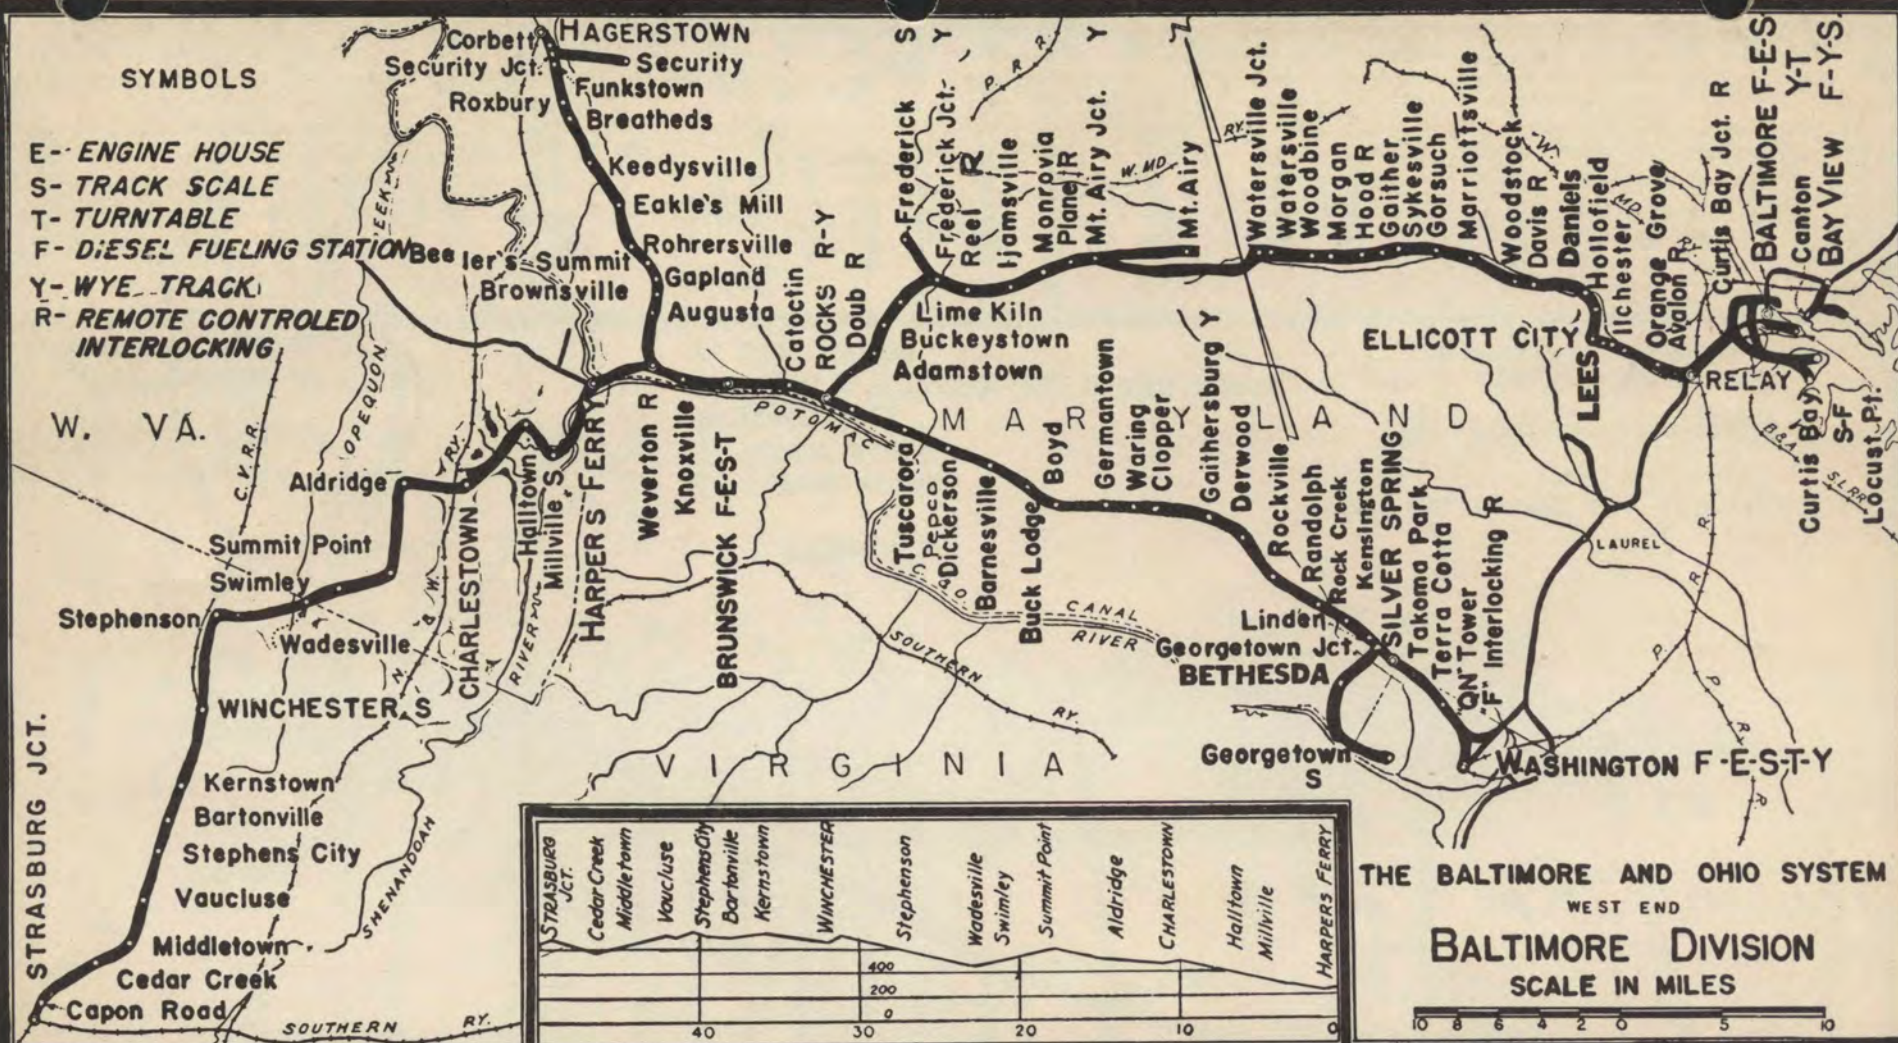 SYMBOLS
E-- ENGINE HOUSE
S- TRACK SCALE
T- TURNTABLE
F- DIESEL FUELING STATION
Y- WYE TRACK
R- REMOTE CONTROLED
INTERLOCKING
HAGERSTOWN
Corbett
Security Jct.
Security
Funkstown
Roxbury
Breatheds
Keedysville
Eakle's Mill
Rohrersville
Beeler's Summit
Gapland
Brownsville
Augusta
Catoctin
ROCKS R-Y
Doub R
Frederick S
Frederick Jct. Y
Reel R
Ijamsville
Monrovia
Plane R
Mt. Airy Jct. Y
Mt. Airy
Watersville Jct.
Watersville
Woodbine
Morgan
Hood R
Gaither
Sykesville
Gorsuch
Marriottsville
Woodstock
Davis R
Daniels
Hollofield
Ilchester
Orange Grove
Avalon R
Curtis Bay Jct. R
BALTIMORE F-E-S
Y-T
Canton
BAY VIEW F-Y-S
P. R. R.
W. MD. RY.
W. MD. RY.
Lime Kiln
Buckeystown
Adamstown
ELLICOTT CITY
LEES
RELAY
Curtis Bay
S-F
Locust Pt.
B & A
S.L RR
W. VA.
C.V.R.R.
OPEQUON
CREEK
POTOMAC
MARYLAND
Aldridge
RY.
Halltown
Millville S
HARPERS FERRY
Weverton R
Knoxville
BRUNSWICK F-E-S-T
Tuscarora
Pepco
Dickerson
Barnesville
Buck Lodge
Boyd
Germantown
Waring
Clopper
Gaithersburg Y
Derwood
Rockville
Randolph
Rock Creek
Kensington
SILVER SPRING
Takoma Park
Terra Cotta
"QN" Tower
"F" Interlocking R
LAUREL
P. R. R.
P. R. R.
Summit Point
Swimley
Stephenson
Wadesville
CHARLESTOWN
N. & W.
RIVER
C & O CANAL
RIVER
Linden
Georgetown Jct.
BETHESDA
SOUTHERN RY.
WINCHESTER S
VIRGINIA
Georgetown
S
WASHINGTON F-E-S-T-Y
STRASBURG JCT.
Kernstown
Bartonville
Stephens City
Vaucluse
Middletown
Cedar Creek
Capon Road
SHENANDOAH
SOUTHERN RY.
STRASBURG JCT.
Cedar Creek
Middletown
Vaucluse
Stephens City
Bartonville
Kernstown
WINCHESTER
Stephenson
Wadesville
Swimley
Summit Point
Aldridge
CHARLESTOWN
Halltown
Millville
HARPERS FERRY
400
200
0
40 30 20 10 0
THE BALTIMORE AND OHIO SYSTEM
WEST END
BALTIMORE DIVISION
SCALE IN MILES
10 8 6 4 2 0 5 10